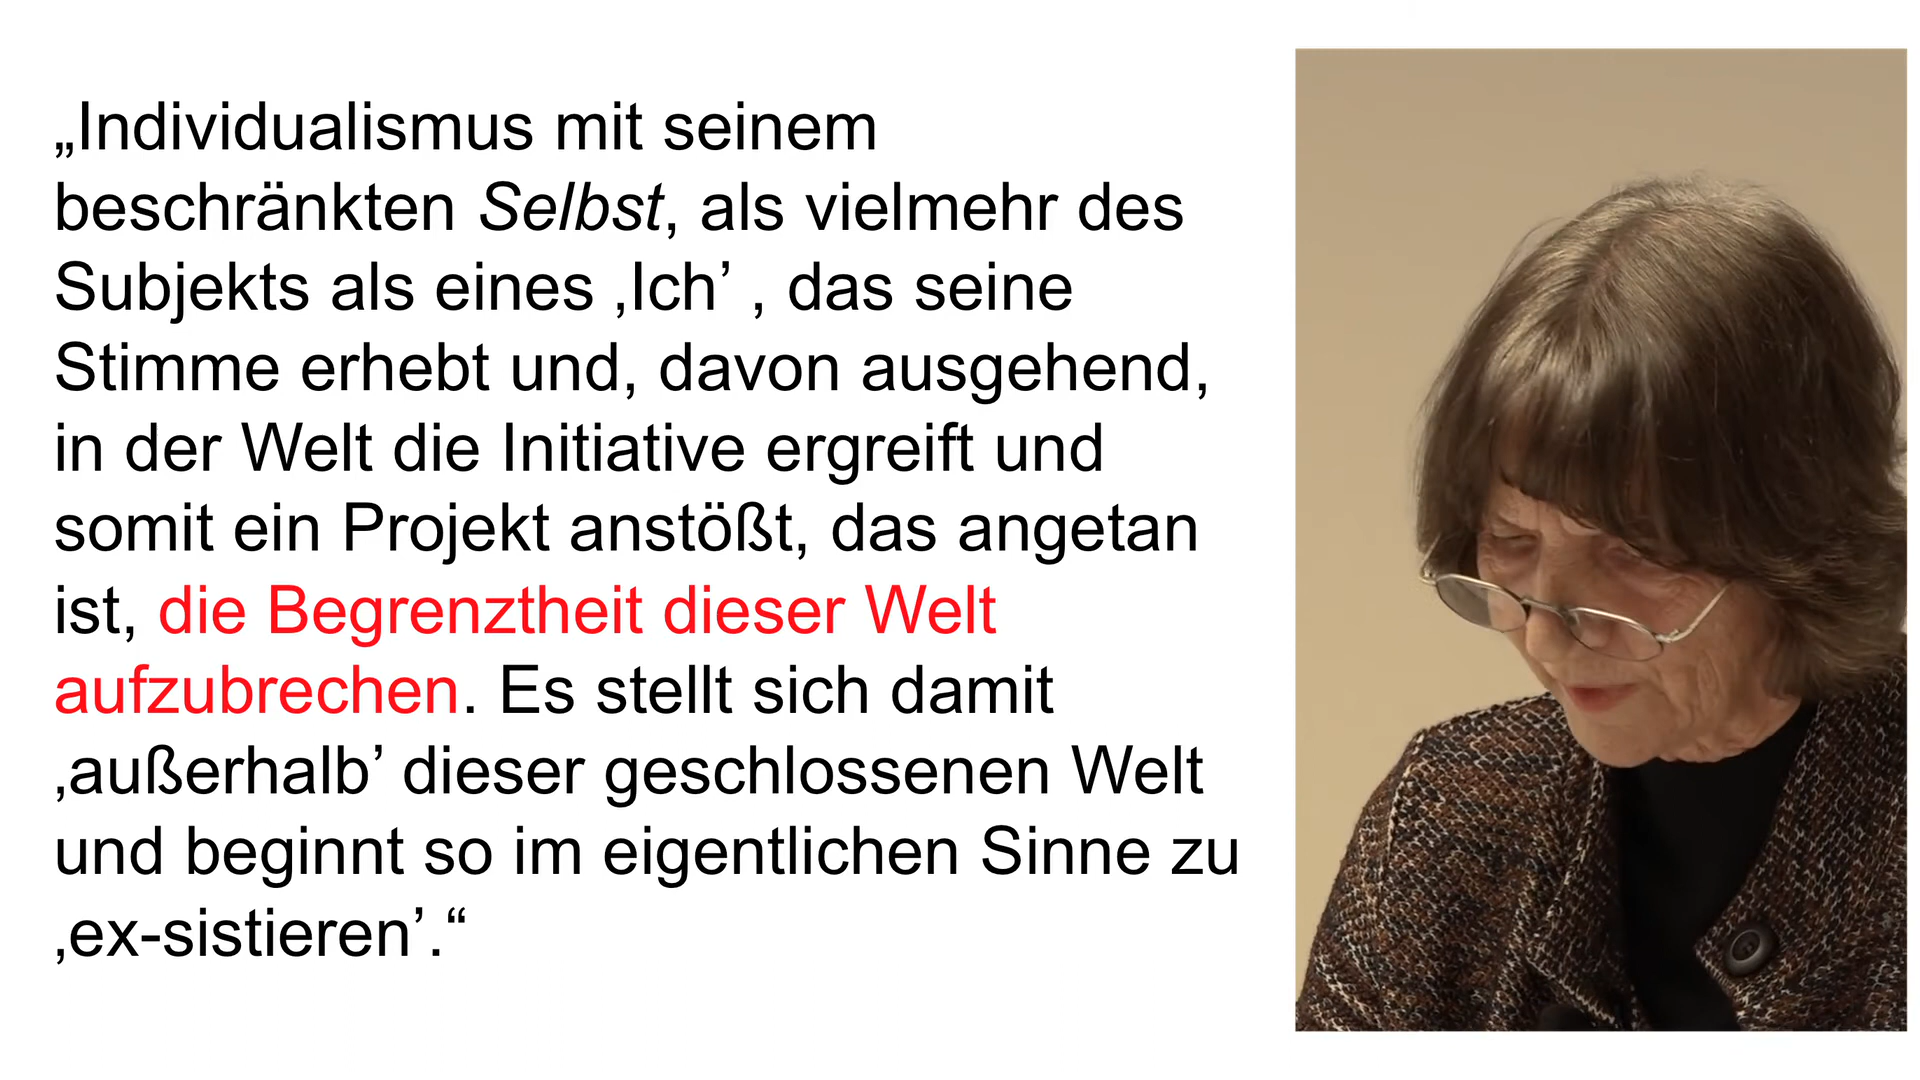 „Individualismus mit seinem
beschränkten Selbst, als vielmehr des
Subjekts als eines ‚Ich’ , das seine
Stimme erhebt und, davon ausgehend,
in der Welt die Initiative ergreift und
somit ein Projekt anstößt, das angetan
ist, die Begrenztheit dieser Welt
aufzubrechen. Es stellt sich damit
‚außerhalb’ dieser geschlossenen Welt
und beginnt so im eigentlichen Sinne zu
‚ex-sistieren’.“